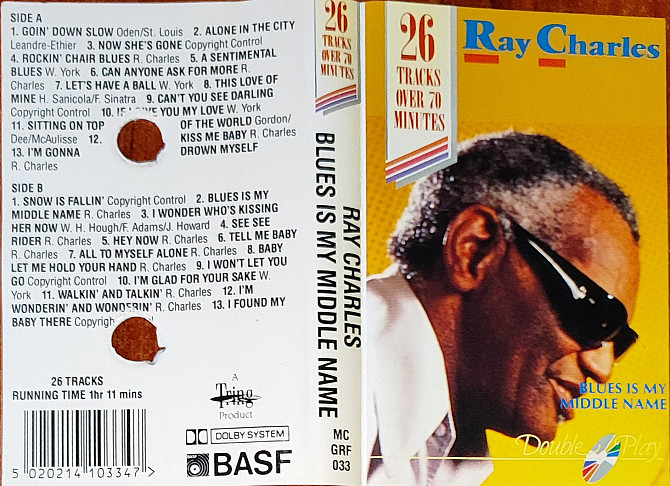 SIDE A
1. GOIN' DOWN SLOW Oden/St. Louis 2. ALONE IN THE CITY
Leandre-Ethier 3. NOW SHE'S GONE Copyright Control
4. ROCKIN' CHAIR BLUES R. Charles 5. A SENTIMENTAL
BLUES W. York 6. CAN ANYONE ASK FOR MORE R.
Charles 7. LET'S HAVE A BALL W. York 8. THIS LOVE OF
MINE H. Sanicola/F. Sinatra 9. CAN'T YOU SEE DARLING
Copyright Control 10. IF I GIVE YOU MY LOVE W. York
11. SITTING ON TOP OF THE WORLD Gordon/
Dee/McAulisse 12. KISS ME BABY R. Charles
13. I'M GONNA DROWN MYSELF
R. Charles
SIDE B
1. SNOW IS FALLIN' Copyright Control 2. BLUES IS MY
MIDDLE NAME R. Charles 3. I WONDER WHO'S KISSING
HER NOW W. H. Hough/F. Adams/J. Howard 4. SEE SEE
RIDER R. Charles 5. HEY NOW R. Charles 6. TELL ME BABY
R. Charles 7. ALL TO MYSELF ALONE R. Charles 8. BABY
LET ME HOLD YOUR HAND R. Charles 9. I WON'T LET YOU
GO Copyright Control 10. I'M GLAD FOR YOUR SAKE W.
York 11. WALKIN' AND TALKIN' R. Charles 12. I'M
WONDERIN' AND WONDERIN' R. Charles 13. I FOUND MY
BABY THERE
26 TRACKS
RUNNING TIME 1hr 11 mins
5 020214 103347 >
A
Tring
Product
DOLBY SYSTEM
BASF
26
TRACKS
OVER 70
MINUTES
RAY CHARLES
BLUES IS MY MIDDLE NAME
MC
GRF
033
26
TRACKS
OVER 70
MINUTES
Ray Charles
BLUES IS MY
MIDDLE NAME
Double Play